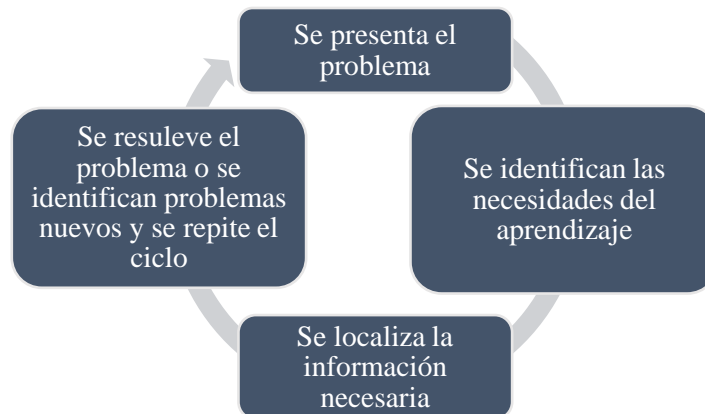 Se presenta el
problema
Se identifican las
necesidades del
aprendizaje
Se localiza la
información
necesaria
Se resuleve el
problema o se
identifican problemas
nuevos y se repite el
ciclo